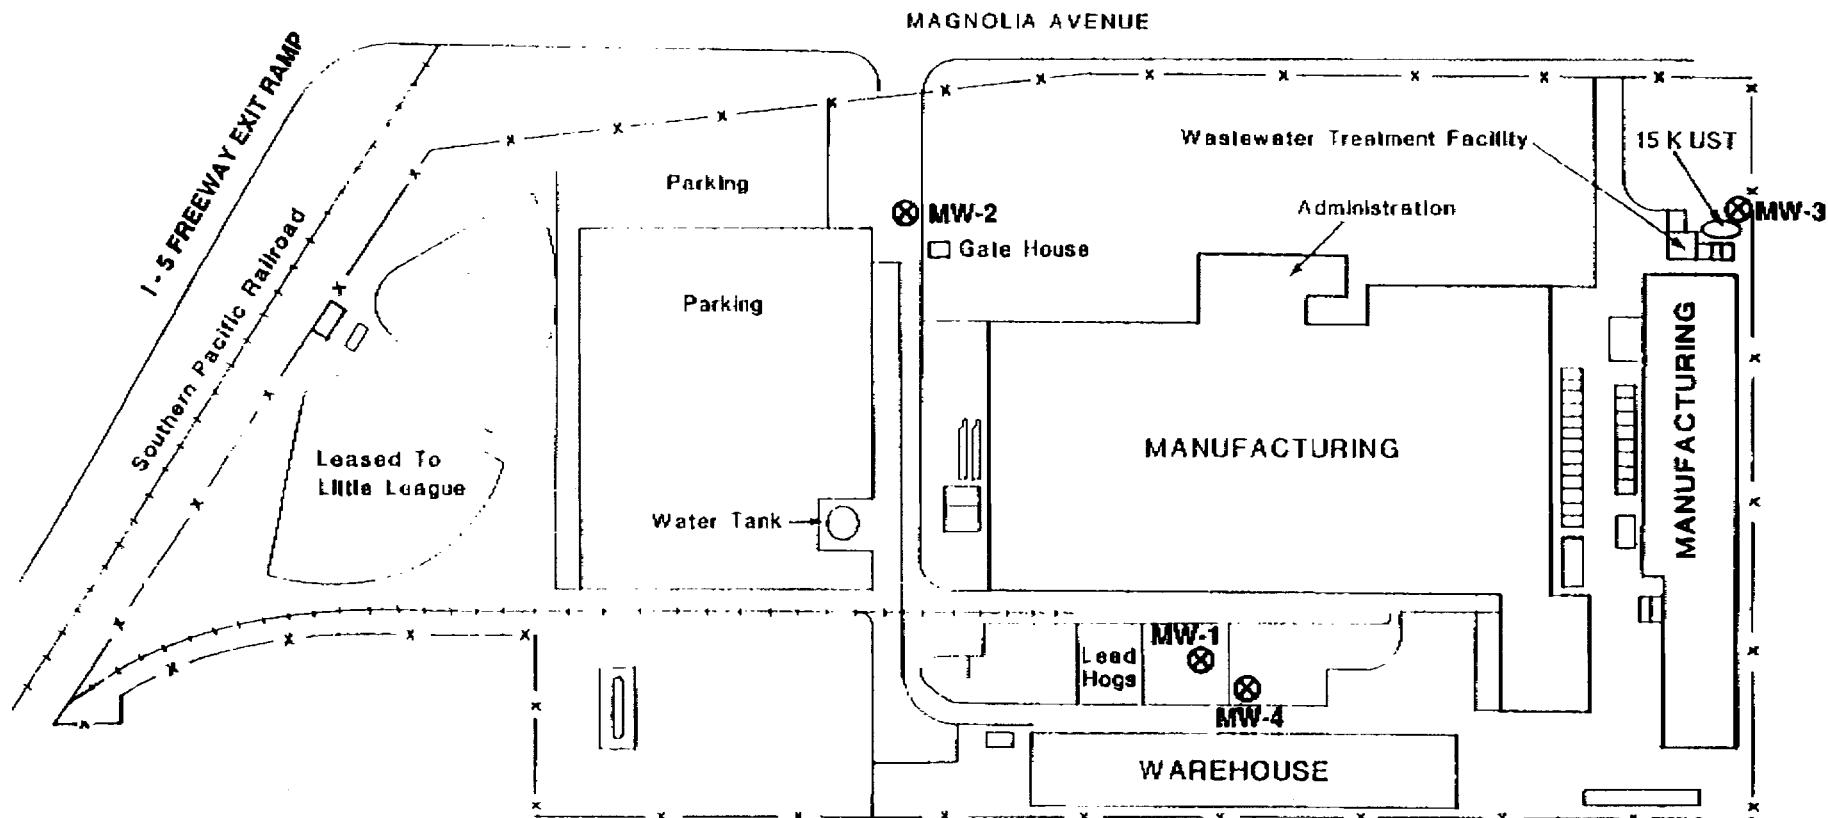 MAGNOLIA AVENUE
I-5 FREEWAY EXIT RAMP
Southern Pacific Railroad
Parking
Wastewater Treatment Facility
15 K UST
MW-2
Administration
MW-3
Gate House
Parking
MANUFACTURING
MANUFACTURING
Leased To
Little League
Water Tank
MW-1
Lead
Hogs
MW-4
WAREHOUSE